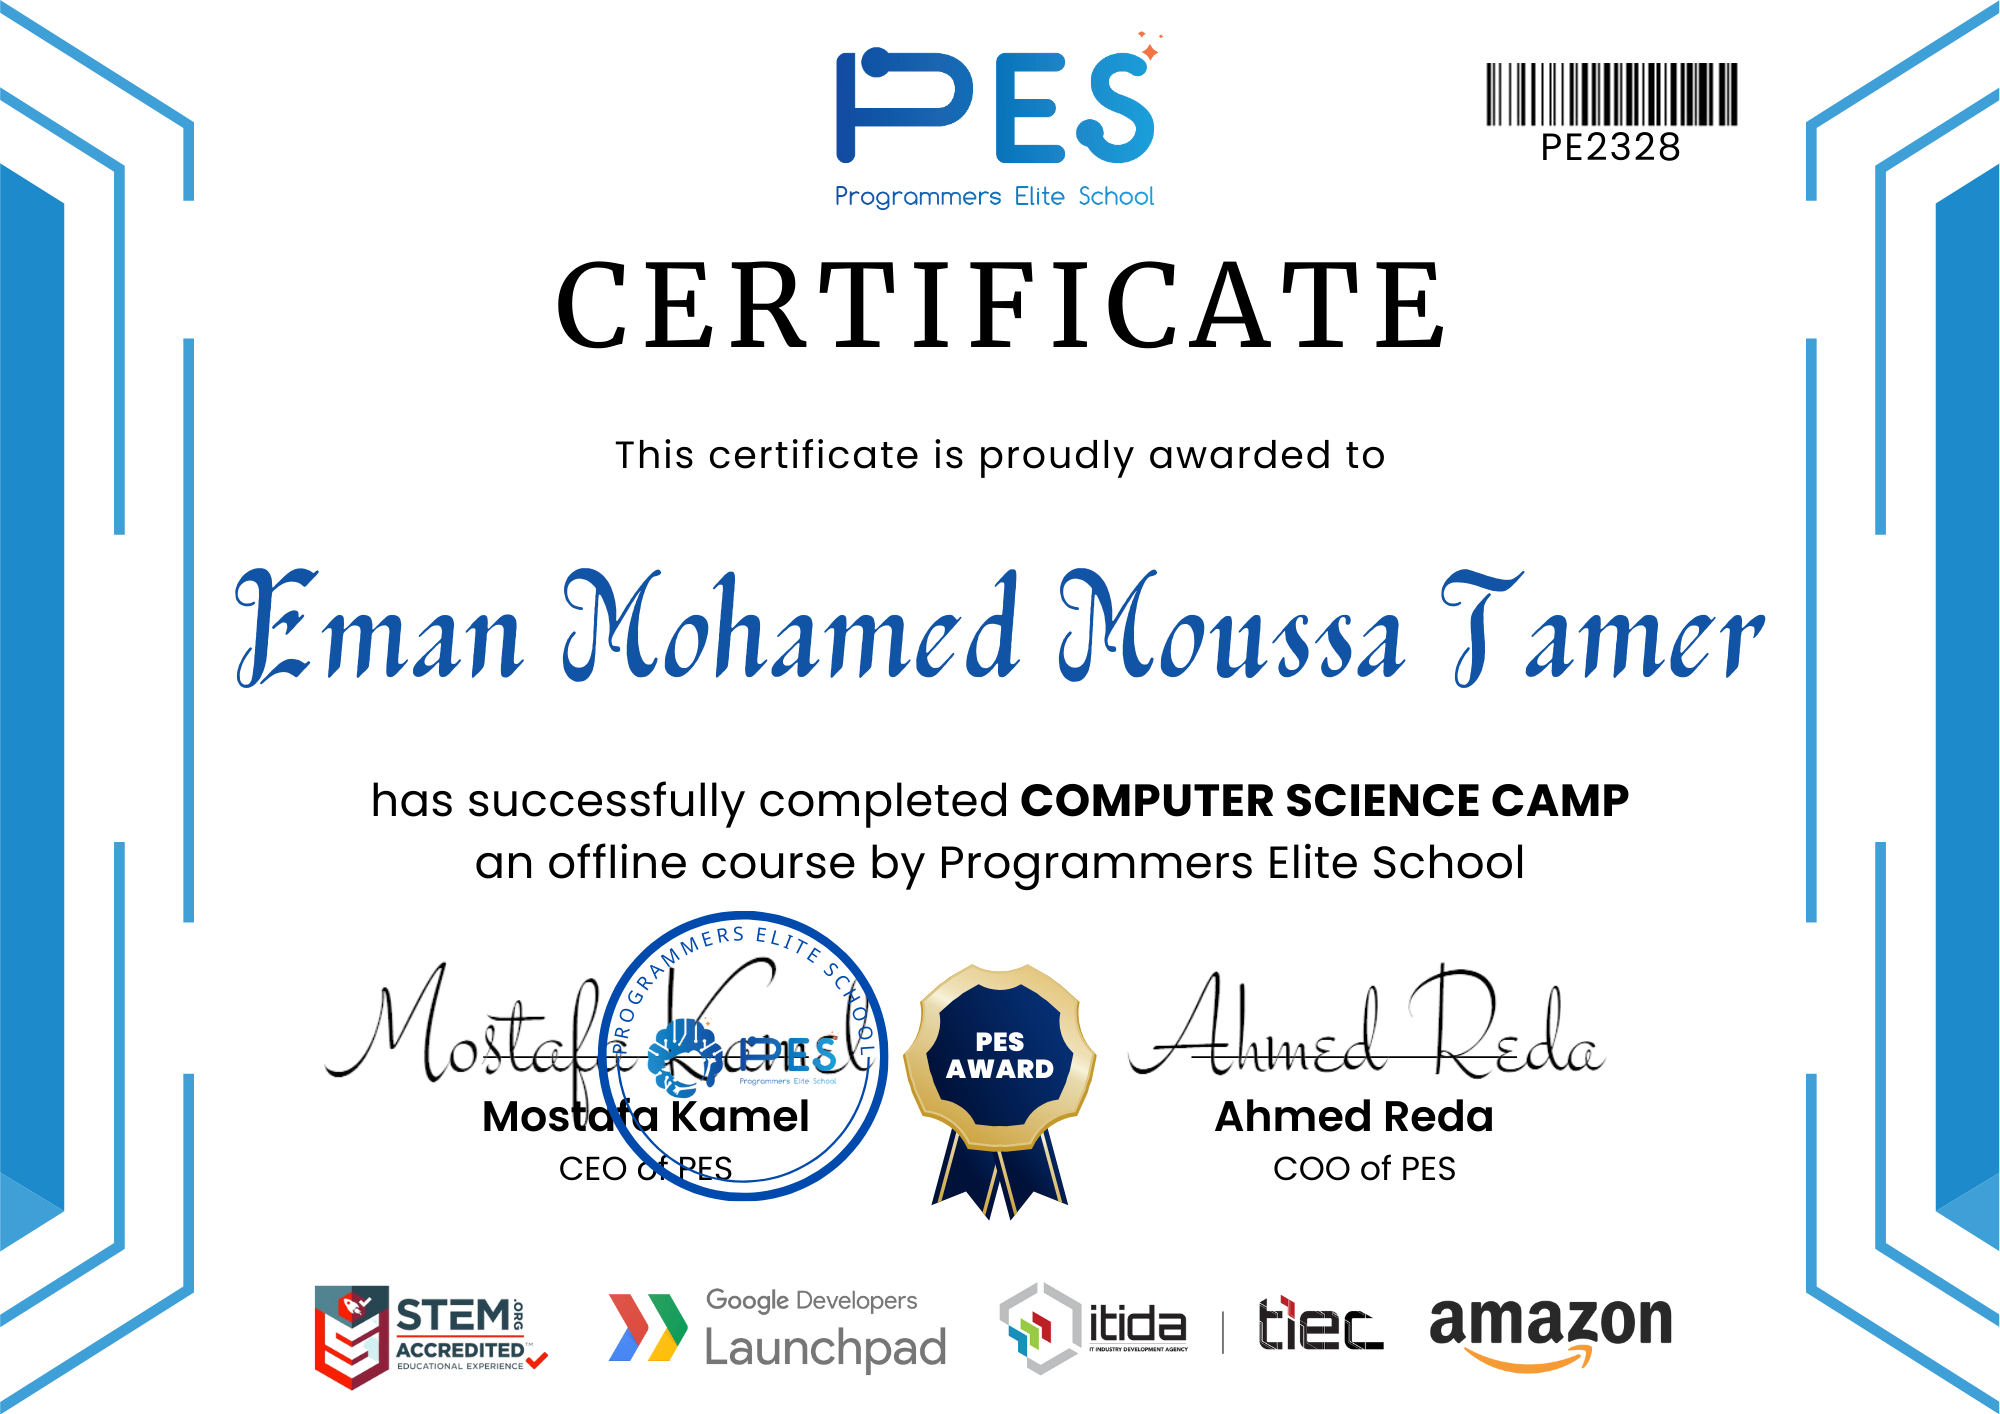 PES
Programmers Elite School
PE2328
CERTIFICATE
This certificate is proudly awarded to
Eman Mohamed Moussa Tamer
has successfully completed COMPUTER SCIENCE CAMP
an offline course by Programmers Elite School
Mostafa Kamel
PROGRAMMERS ELITE SCHOOL
PES
Programmers Elite School
Mostafa Kamel
CEO of PES
PES
AWARD
Ahmed Reda
Ahmed Reda
COO of PES
STEM.ORG
ACCREDITED™
EDUCATIONAL EXPERIENCE
Google Developers
Launchpad
itida
IT INDUSTRY DEVELOPMENT AGENCY
tiec
amazon